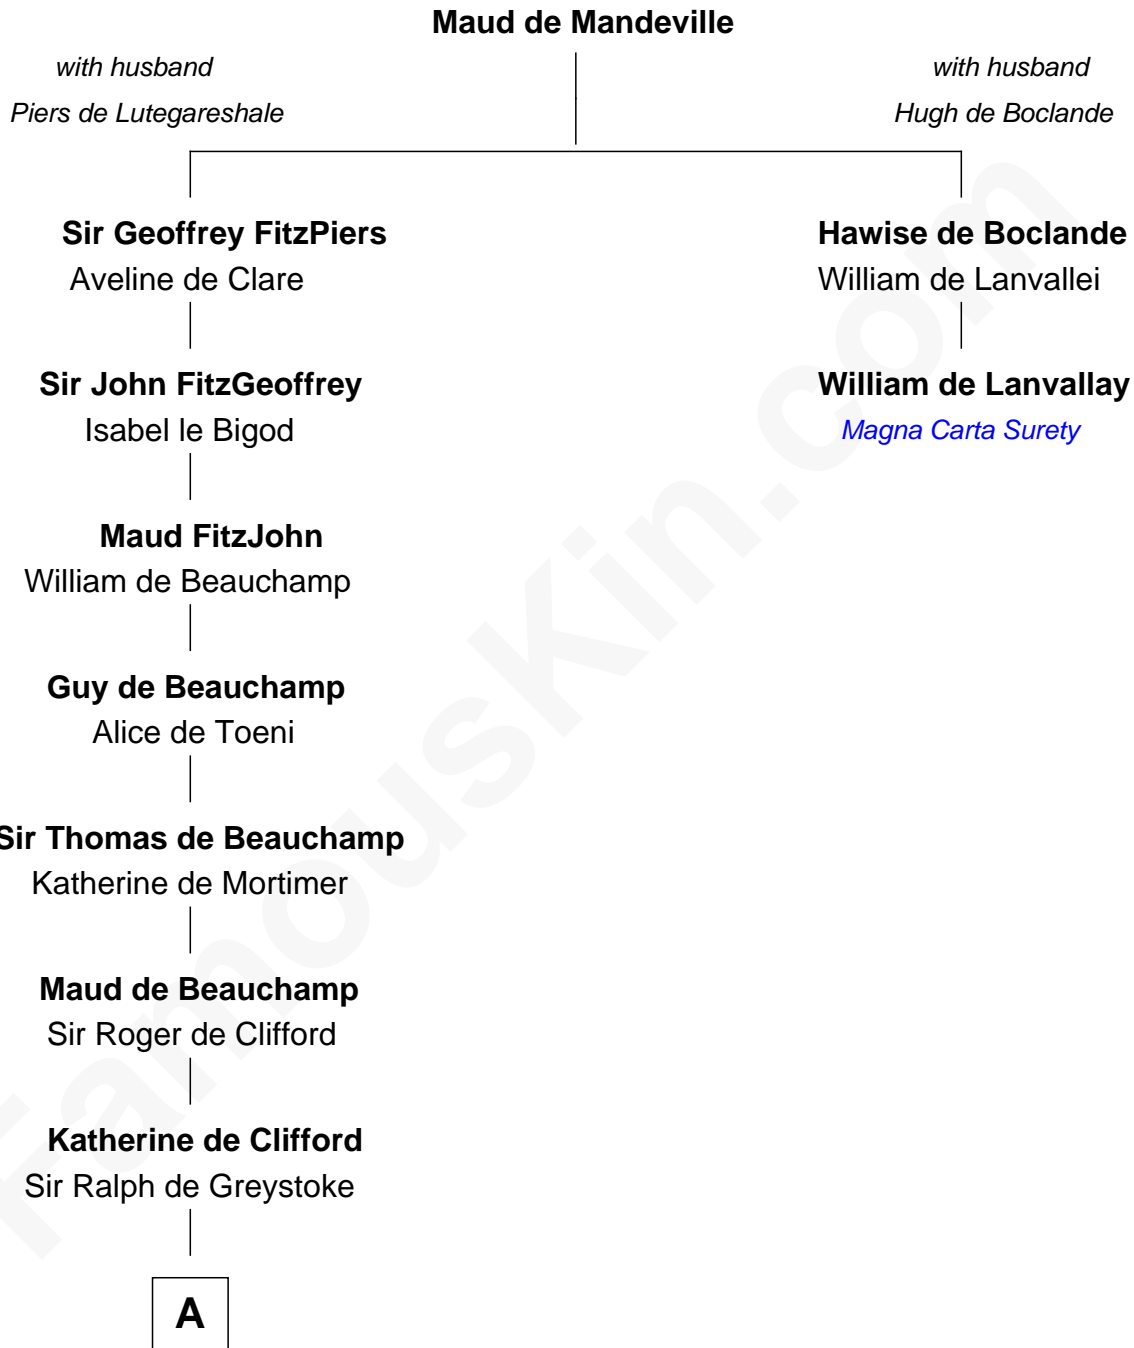 Maud de Mandeville
with husband
Piers de Lutegareshale
with husband
Hugh de Boclande
Sir Geoffrey FitzPiers
Aveline de Clare
Hawise de Boclande
William de Lanvallei
Sir John FitzGeoffrey
Isabel le Bigod
William de Lanvallay
Magna Carta Surety
Maud FitzJohn
William de Beauchamp
Guy de Beauchamp
Alice de Toeni
Sir Thomas de Beauchamp
Katherine de Mortimer
Maud de Beauchamp
Sir Roger de Clifford
Katherine de Clifford
Sir Ralph de Greystoke
A
FamousKin.com